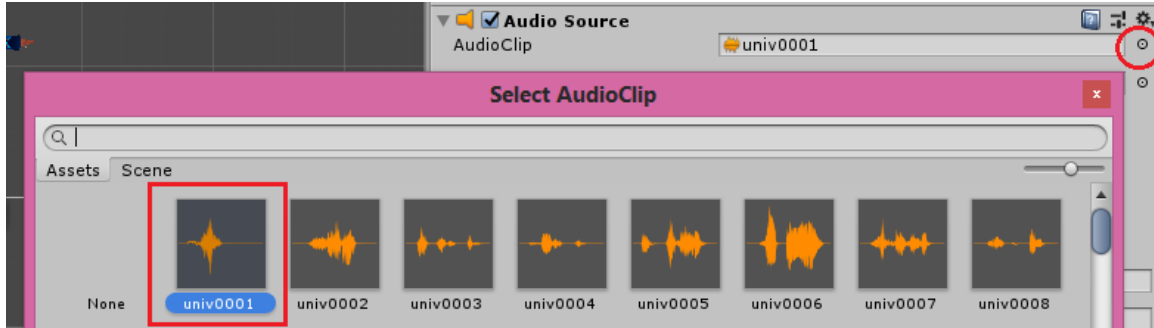 Audio Source
AudioClip univ0001
Select AudioClip
x
Assets Scene
None univ0001 univ0002 univ0003 univ0004 univ0005 univ0006 univ0007 univ0008